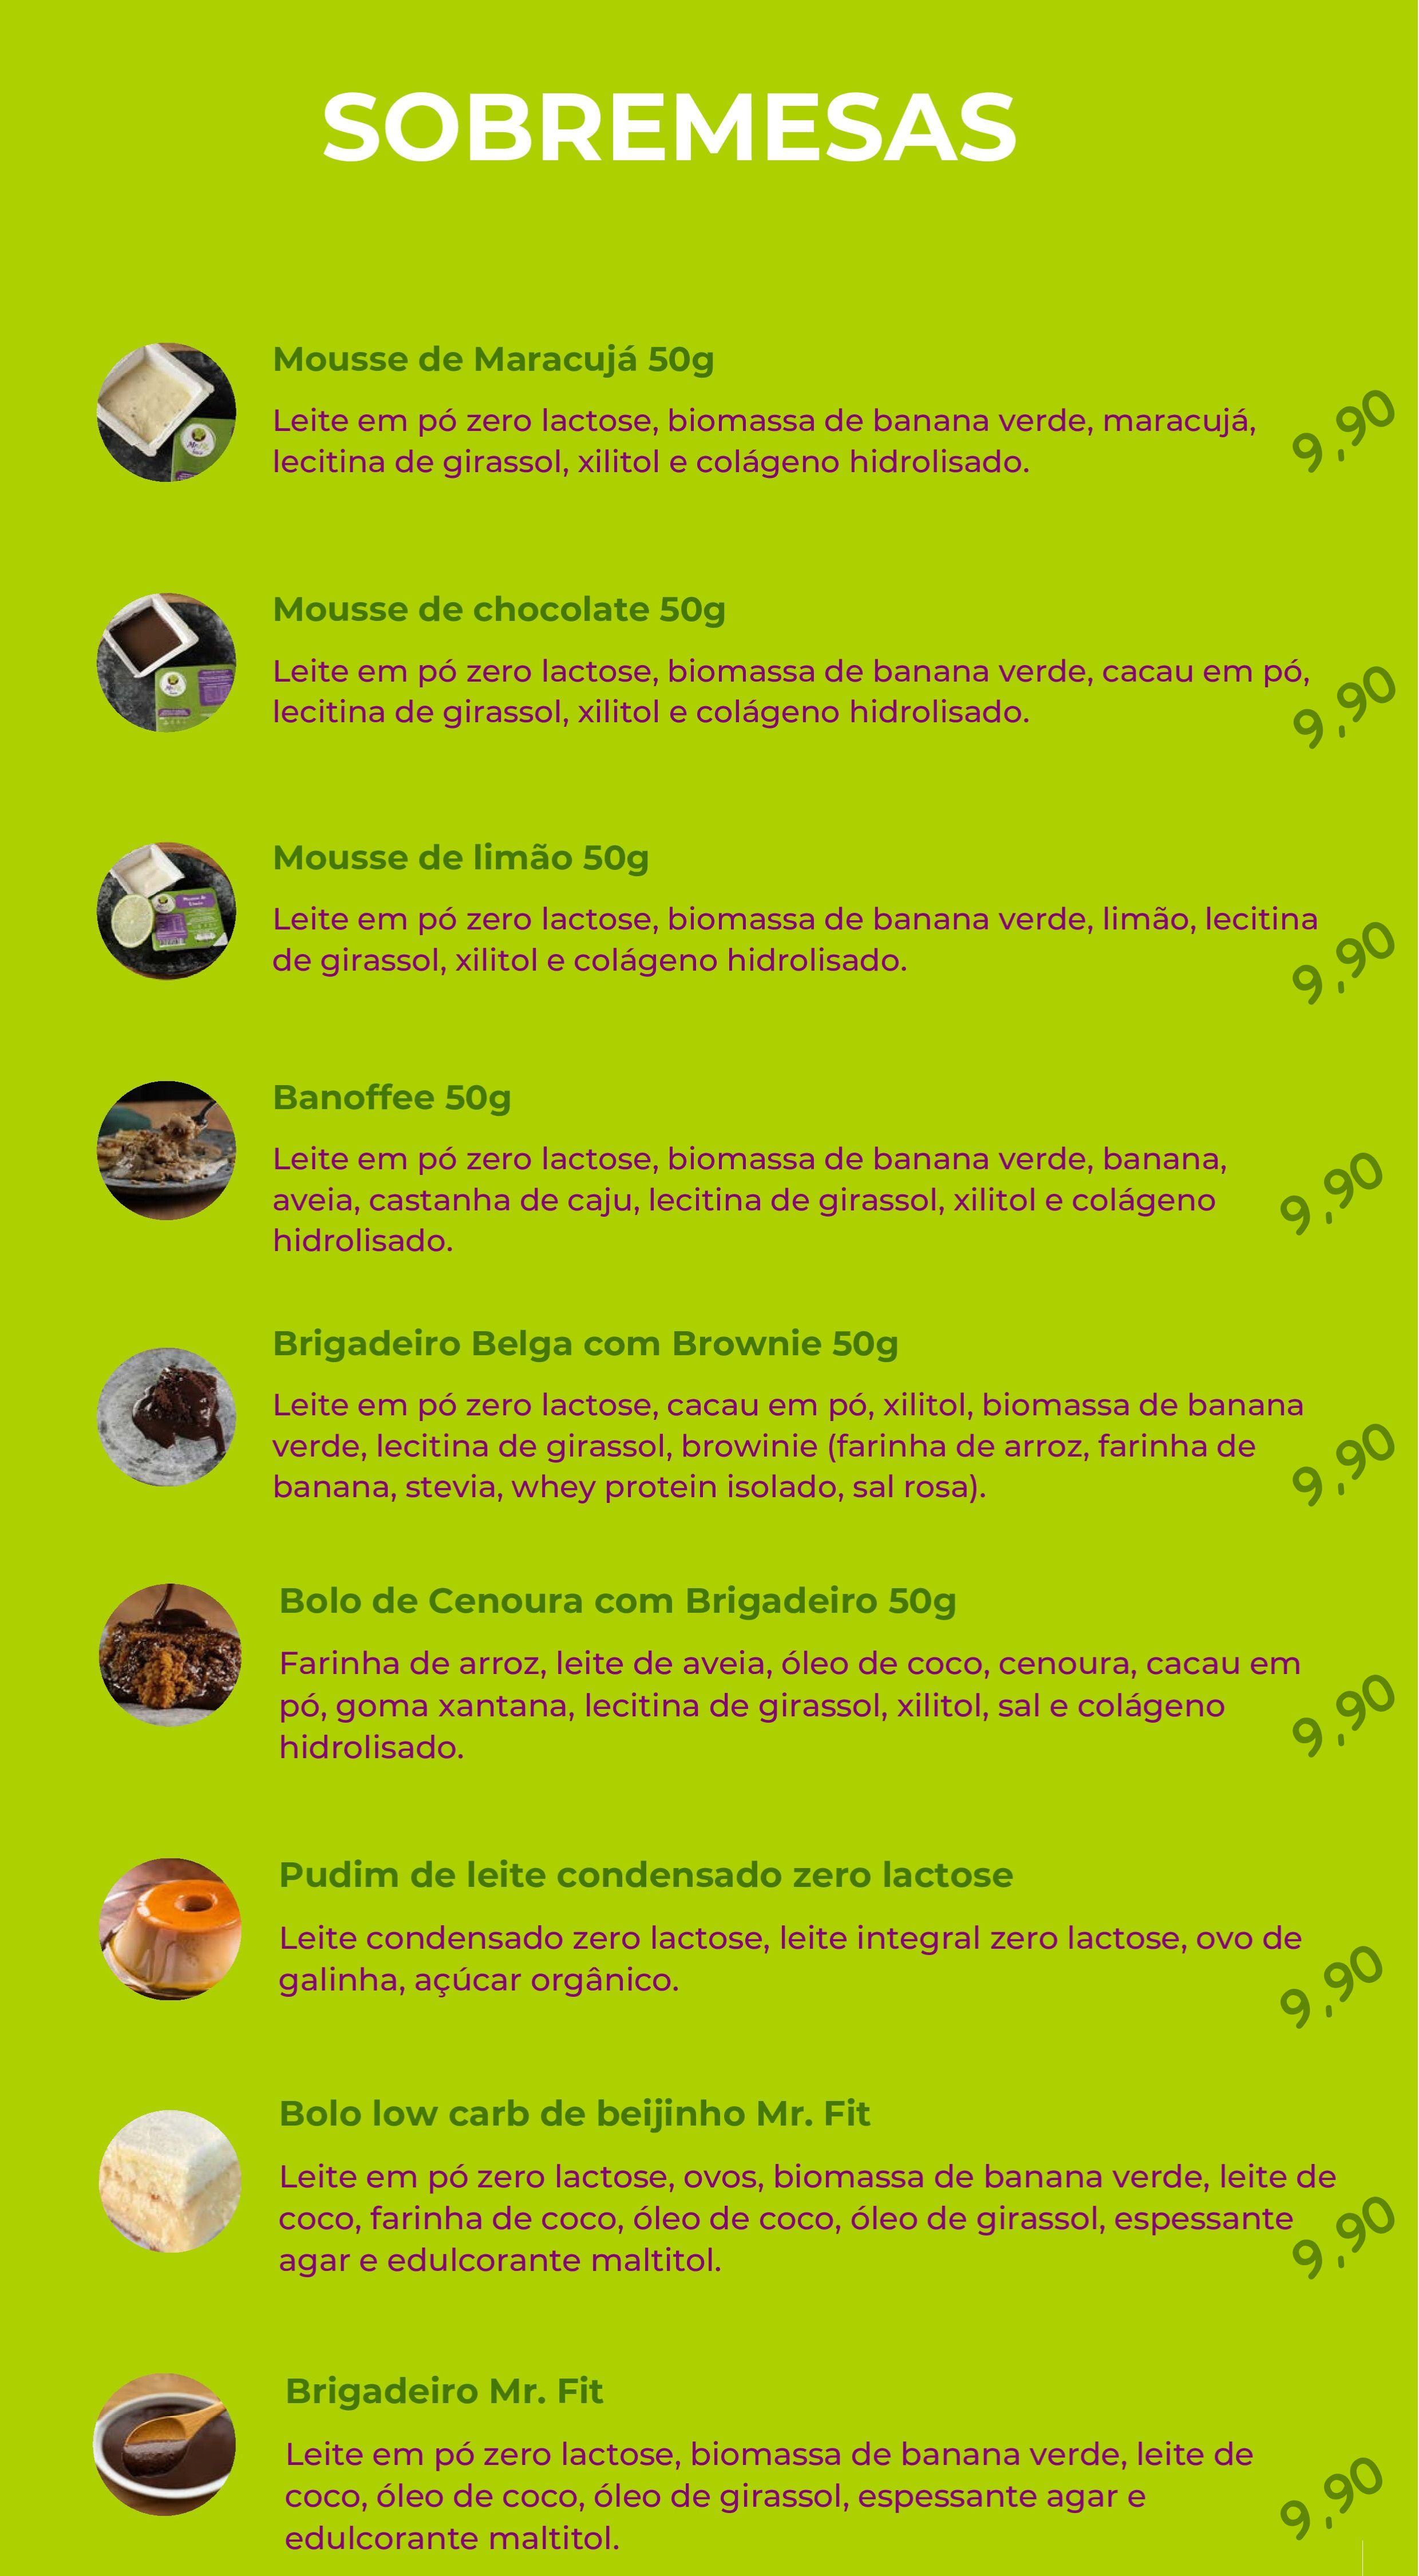 SOBREMESAS
Mousse de Maracujá 50g
Leite em pó zero lactose, biomassa de banana verde, maracujá,
lecitina de girassol, xilitol e colágeno hidrolisado.
9,90
Mousse de chocolate 50g
Leite em pó zero lactose, biomassa de banana verde, cacau em pó,
lecitina de girassol, xilitol e colágeno hidrolisado.
9,90
Mousse de limão 50g
Leite em pó zero lactose, biomassa de banana verde, limão, lecitina
de girassol, xilitol e colágeno hidrolisado.
9,90
Banoffee 50g
Leite em pó zero lactose, biomassa de banana verde, banana,
aveia, castanha de caju, lecitina de girassol, xilitol e colágeno
hidrolisado.
9,90
Brigadeiro Belga com Brownie 50g
Leite em pó zero lactose, cacau em pó, xilitol, biomassa de banana
verde, lecitina de girassol, browinie (farinha de arroz, farinha de
banana, stevia, whey protein isolado, sal rosa).
9,90
Bolo de Cenoura com Brigadeiro 50g
Farinha de arroz, leite de aveia, óleo de coco, cenoura, cacau em
pó, goma xantana, lecitina de girassol, xilitol, sal e colágeno
hidrolisado.
9,90
Pudim de leite condensado zero lactose
Leite condensado zero lactose, leite integral zero lactose, ovo de
galinha, açúcar orgânico.
9,90
Bolo low carb de beijinho Mr. Fit
Leite em pó zero lactose, ovos, biomassa de banana verde, leite de
coco, farinha de coco, óleo de coco, óleo de girassol, espessante
agar e edulcorante maltitol.
9,90
Brigadeiro Mr. Fit
Leite em pó zero lactose, biomassa de banana verde, leite de
coco, óleo de coco, óleo de girassol, espessante agar e
edulcorante maltitol.
9,90